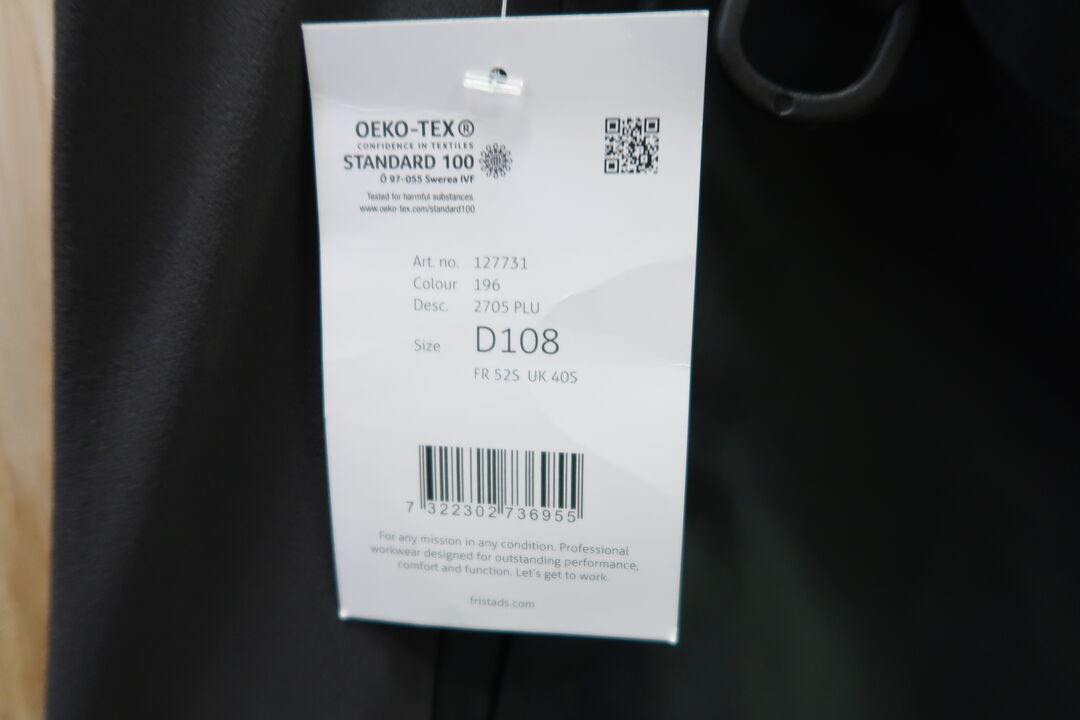 OEKO-TEX®
CONFIDENCE IN TEXTILES
STANDARD 100
Ö 97-055 Swerea IVF
Tested for harmful substances
www.oeko-tex.com/standard100
Art. no. 127731
Colour 196
Desc. 2705 PLU
Size D108
FR 52S UK 40S
7 322302 736955
For any mission in any condition. Professional
workwear designed for outstanding performance,
comfort and function. Let's get to work.
fristads.com